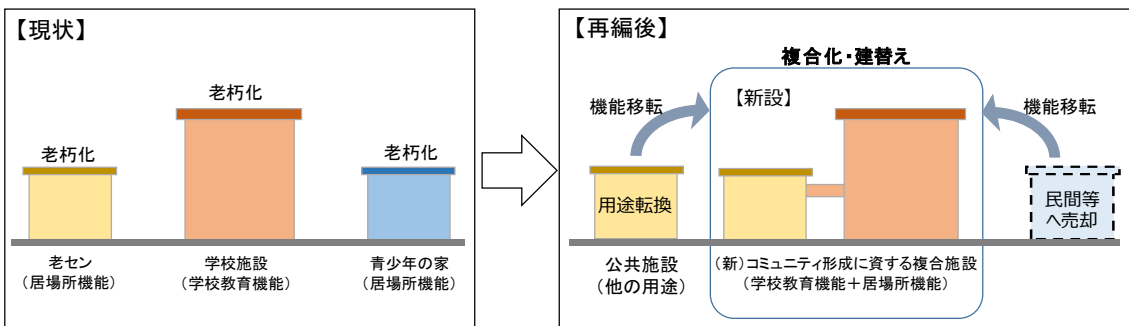 【現状】
老朽化
老朽化
老朽化
老セン
(居場所機能)
学校施設
(学校教育機能)
青少年の家
(居場所機能)
【再編後】
複合化・建替え
機能移転
【新設】
機能移転
用途転換
民間等
へ売却
公共施設
(他の用途)
(新)コミュニティ形成に資する複合施設
(学校教育機能+居場所機能)